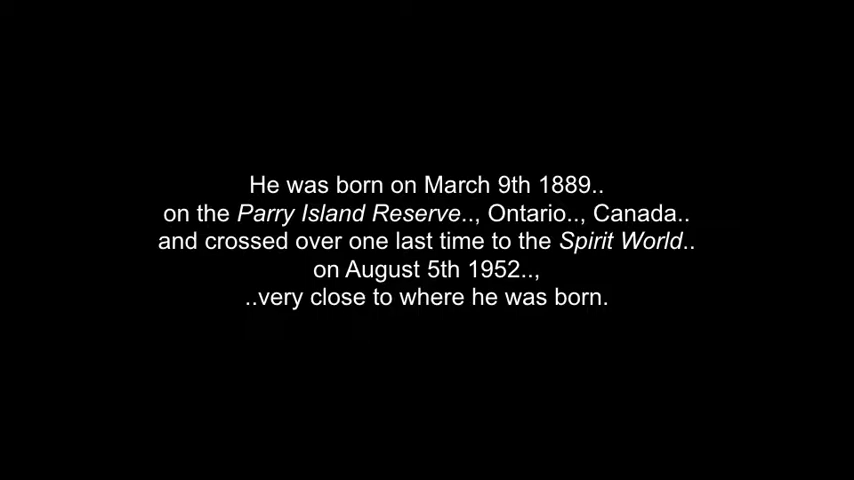 He was born on March 9th 1889..
on the Parry Island Reserve.., Ontario.., Canada..
and crossed over one last time to the Spirit World..
on August 5th 1952..,
..very close to where he was born.